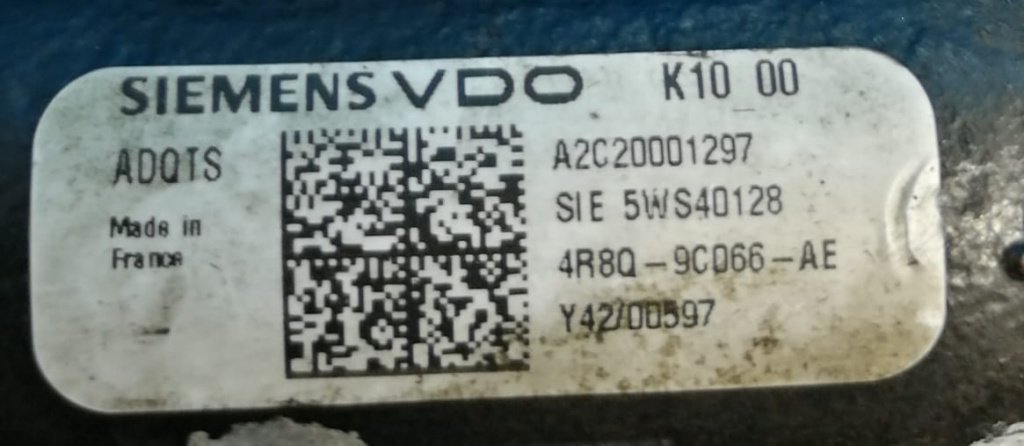 SIEMENS VDO K10 00
ADQTS
A2C20001297
SIE 5WS40128
Made in
France
4R8Q-9C066-AE
Y42/00597